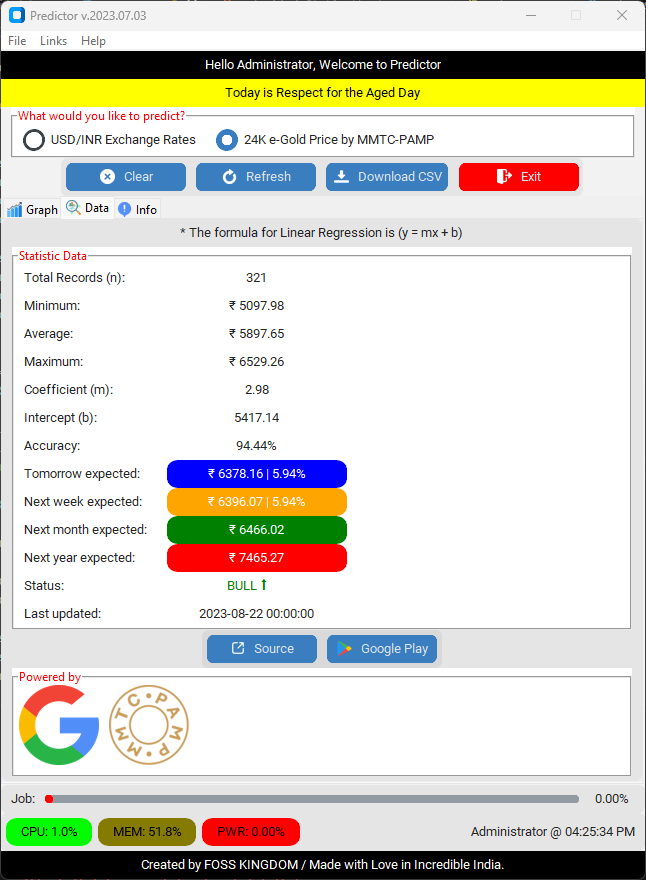 Predictor v.2023.07.03
File Links Help
Hello Administrator, Welcome to Predictor
Today is Respect for the Aged Day
What would you like to predict?
USD/INR Exchange Rates 24K e-Gold Price by MMTC-PAMP
Clear Refresh Download CSV Exit
Graph Data Info
* The formula for Linear Regression is (y = mx + b)
Statistic Data
Total Records (n): 321
Minimum: ₹ 5097.98
Average: ₹ 5897.65
Maximum: ₹ 6529.26
Coefficient (m): 2.98
Intercept (b): 5417.14
Accuracy: 94.44%
Tomorrow expected: ₹ 6378.16 | 5.94%
Next week expected: ₹ 6396.07 | 5.94%
Next month expected: ₹ 6466.02
Next year expected: ₹ 7465.27
Status: BULL ⭡
Last updated: 2023-08-22 00:00:00
Source Google Play
Powered by
MMTC·PAMP
Job: 0.00%
CPU: 1.0% MEM: 51.8% PWR: 0.00% Administrator @ 04:25:34 PM
Created by FOSS KINGDOM / Made with Love in Incredible India.